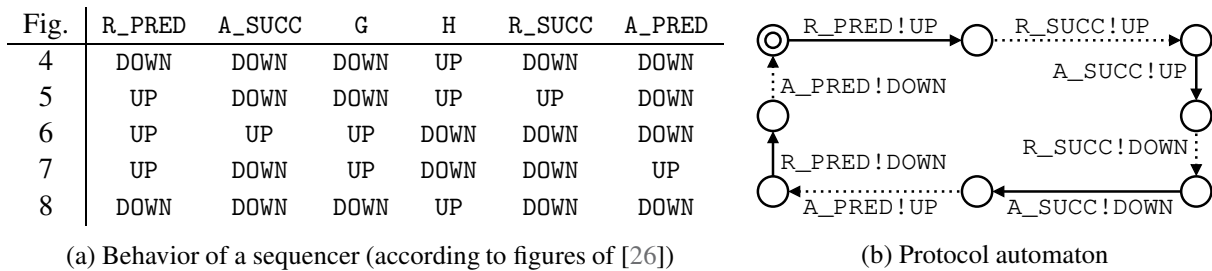 Fig. R_PRED A_SUCC G H R_SUCC A_PRED
4 DOWN DOWN DOWN UP DOWN DOWN
5 UP DOWN DOWN UP UP DOWN
6 UP UP UP DOWN DOWN DOWN
7 UP DOWN UP DOWN DOWN UP
8 DOWN DOWN DOWN UP DOWN DOWN
(a) Behavior of a sequencer (according to figures of [26])
R_PRED!UP R_SUCC!UP
A_SUCC!UP
A_PRED!DOWN
R_SUCC!DOWN
R_PRED!DOWN
A_PRED!UP A_SUCC!DOWN
(b) Protocol automaton